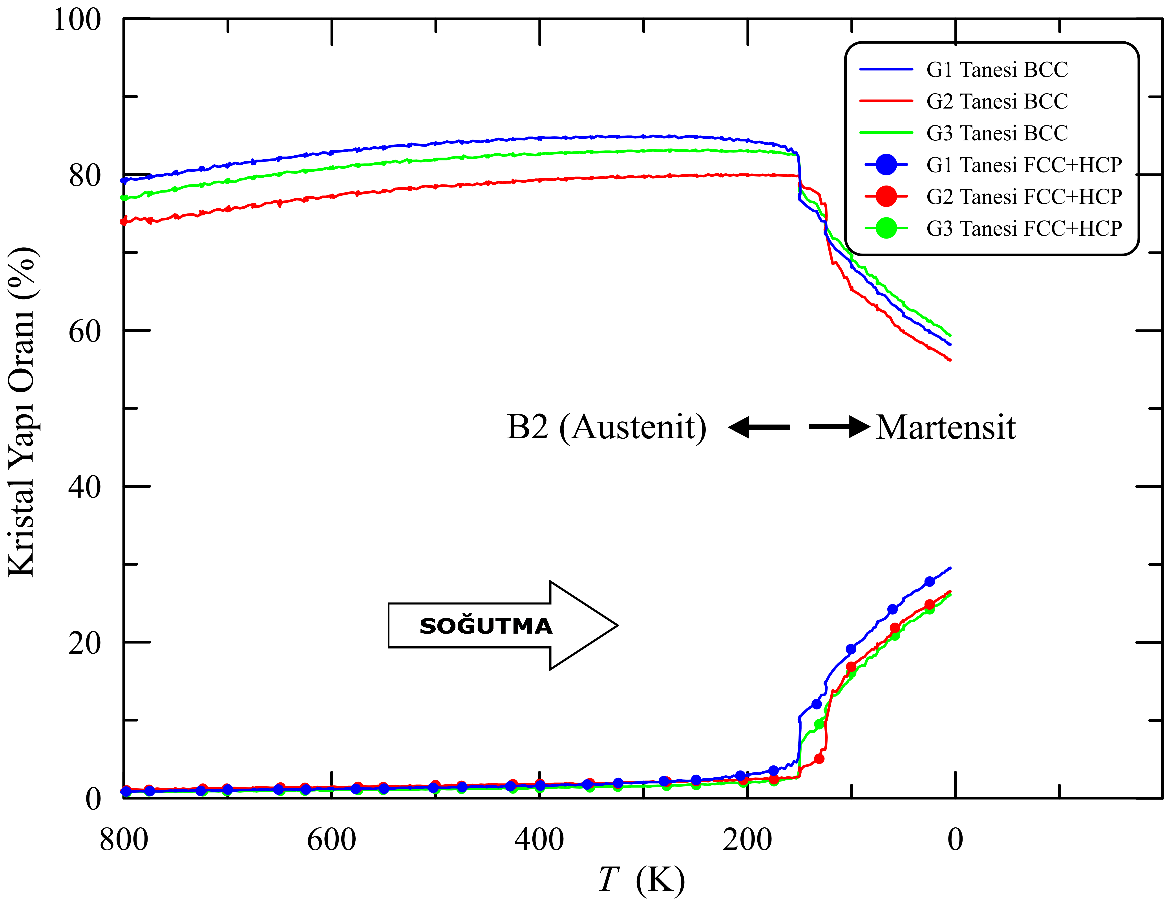 100
80
60
40
20
0
Kristal Yapı Oranı (%)
G1 Tanesi BCC
G2 Tanesi BCC
G3 Tanesi BCC
G1 Tanesi FCC+HCP
G2 Tanesi FCC+HCP
G3 Tanesi FCC+HCP
B2 (Austenit)
Martensit
SOĞUTMA
800
600
400
200
0
T (K)